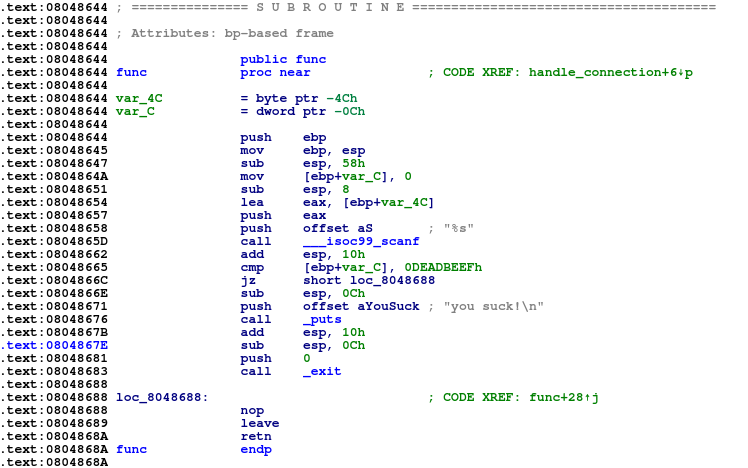 .text:08048644 ; =============== S U B R O U T I N E =======================================
.text:08048644
.text:08048644 ; Attributes: bp-based frame
.text:08048644
.text:08048644 public func
.text:08048644 func proc near ; CODE XREF: handle_connection+6↓p
.text:08048644
.text:08048644 var_4C = byte ptr -4Ch
.text:08048644 var_C = dword ptr -0Ch
.text:08048644
.text:08048644 push ebp
.text:08048645 mov ebp, esp
.text:08048647 sub esp, 58h
.text:0804864A mov [ebp+var_C], 0
.text:08048651 sub esp, 8
.text:08048654 lea eax, [ebp+var_4C]
.text:08048657 push eax
.text:08048658 push offset aS ; "%s"
.text:0804865D call ___isoc99_scanf
.text:08048662 add esp, 10h
.text:08048665 cmp [ebp+var_C], 0DEADBEEFh
.text:0804866C jz short loc_8048688
.text:0804866E sub esp, 0Ch
.text:08048671 push offset aYouSuck ; "you suck!\n"
.text:08048676 call _puts
.text:0804867B add esp, 10h
.text:0804867E sub esp, 0Ch
.text:08048681 push 0
.text:08048683 call _exit
.text:08048688
.text:08048688 loc_8048688: ; CODE XREF: func+28↑j
.text:08048688 nop
.text:08048689 leave
.text:0804868A retn
.text:0804868A func endp
.text:0804868A